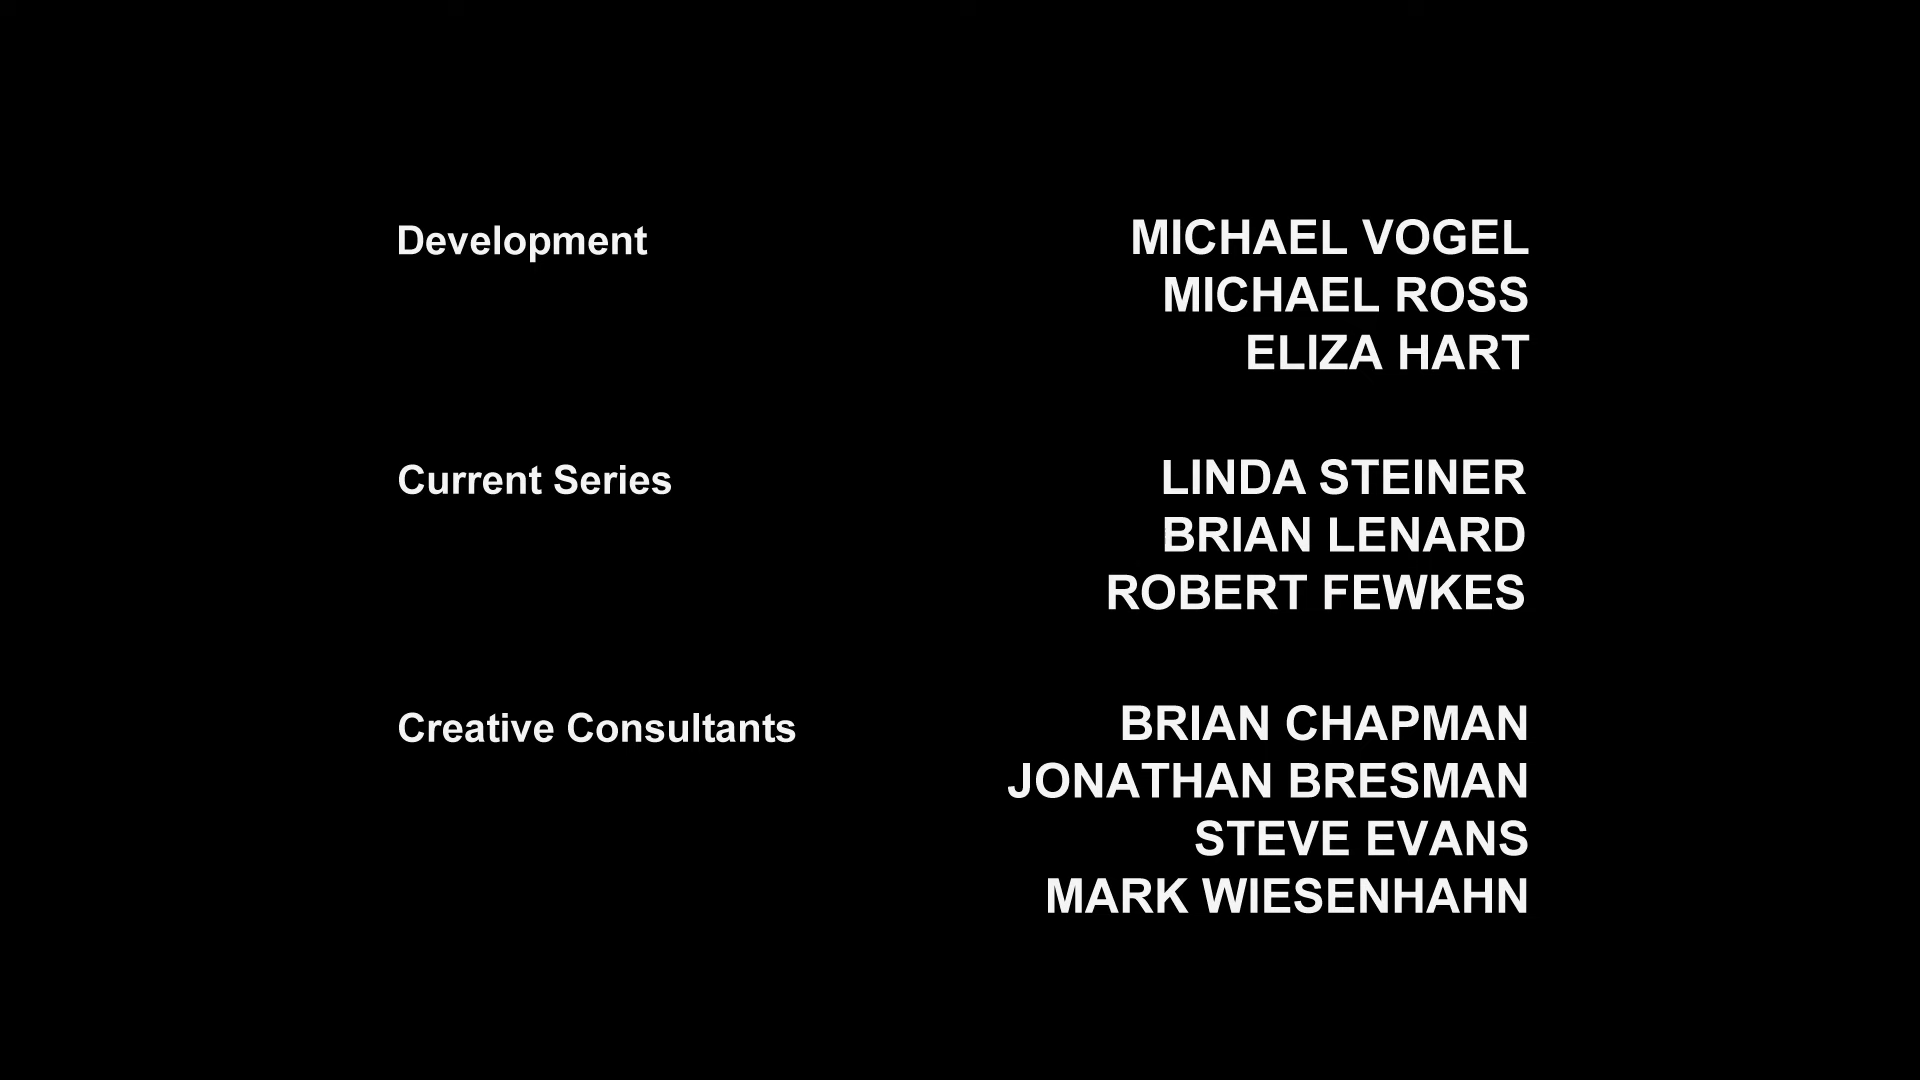 Development MICHAEL VOGEL
MICHAEL ROSS
ELIZA HART
Current Series LINDA STEINER
BRIAN LENARD
ROBERT FEWKES
Creative Consultants BRIAN CHAPMAN
JONATHAN BRESMAN
STEVE EVANS
MARK WIESENHAHN